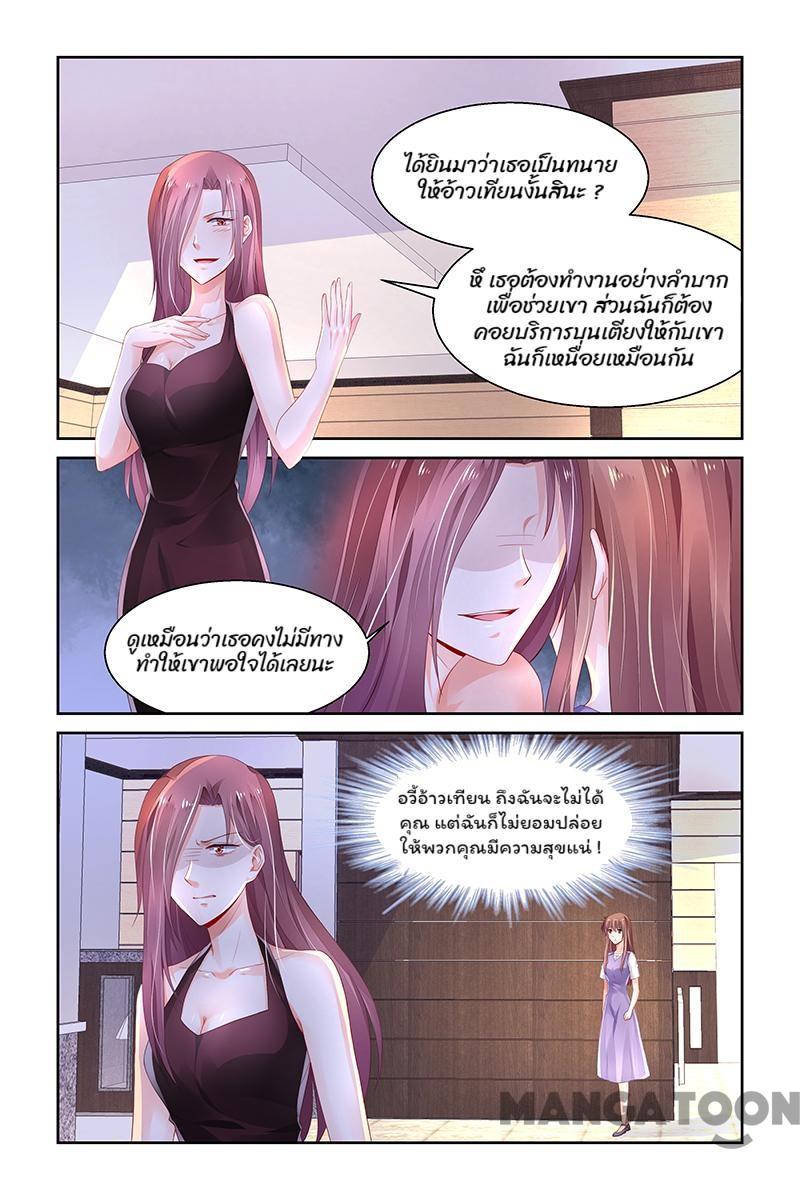 ได้ยินมาว่าเธอเป็นทนาย
ให้อ้าวเทียนงั้นสินะ ?
หึ เธอต้องทำงานอย่างลำบาก
เพื่อช่วยเขา ส่วนฉันก็ต้อง
คอยบริการบนเตียงให้กับเขา
ฉันก็เหนื่อยเหมือนกัน
ดูเหมือนว่าเธอคงไม่มีทาง
ทำให้เขาพอใจได้เลยนะ
อวี้อ้าวเทียน ถึงฉันจะไม่ได้
คุณ แต่ฉันก็ไม่ยอมปล่อย
ให้พวกคุณมีความสุขแน่ !
MANGATOON